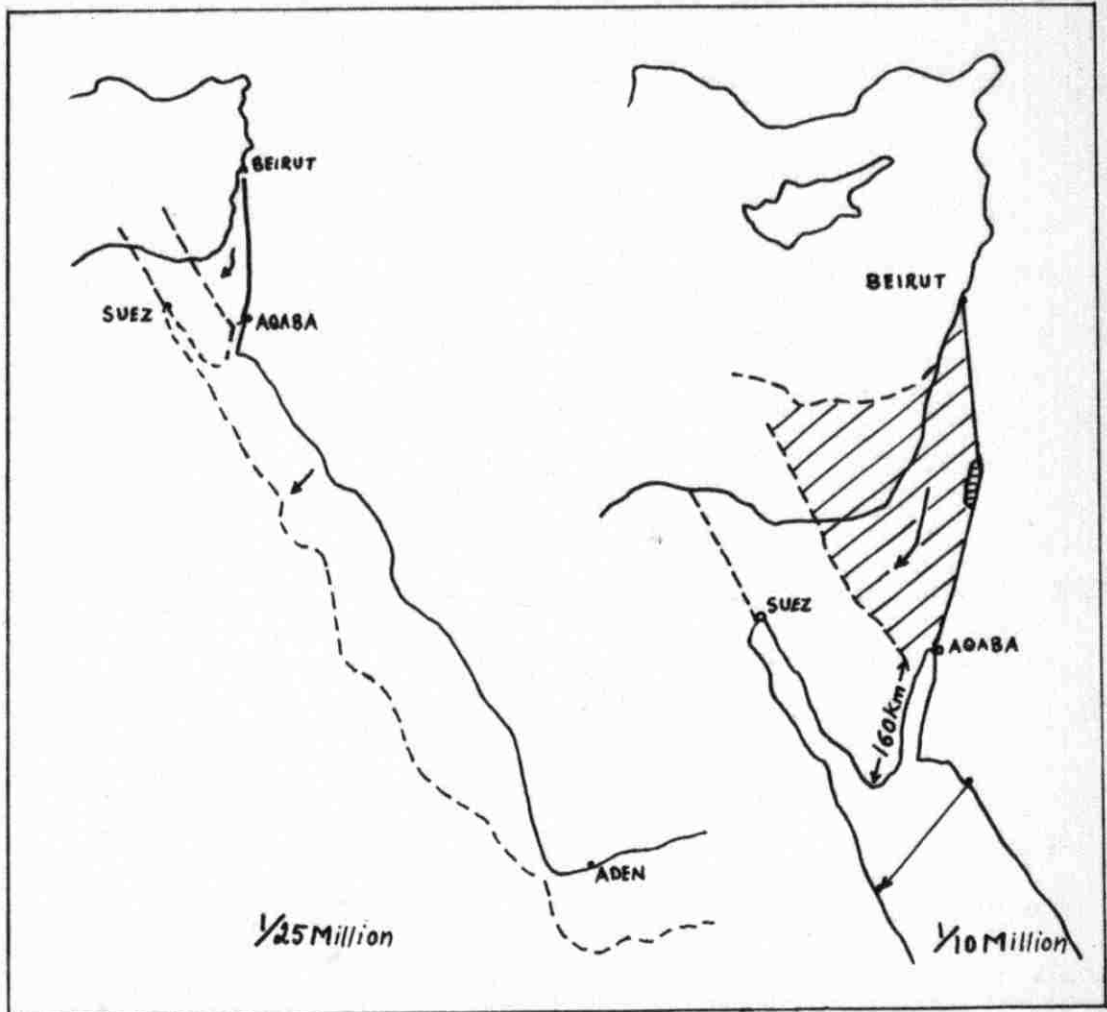 BEIRUT
SUEZ
AQABA
ADEN
1/25 Million
BEIRUT
SUEZ
AQABA
160km
1/10 Million